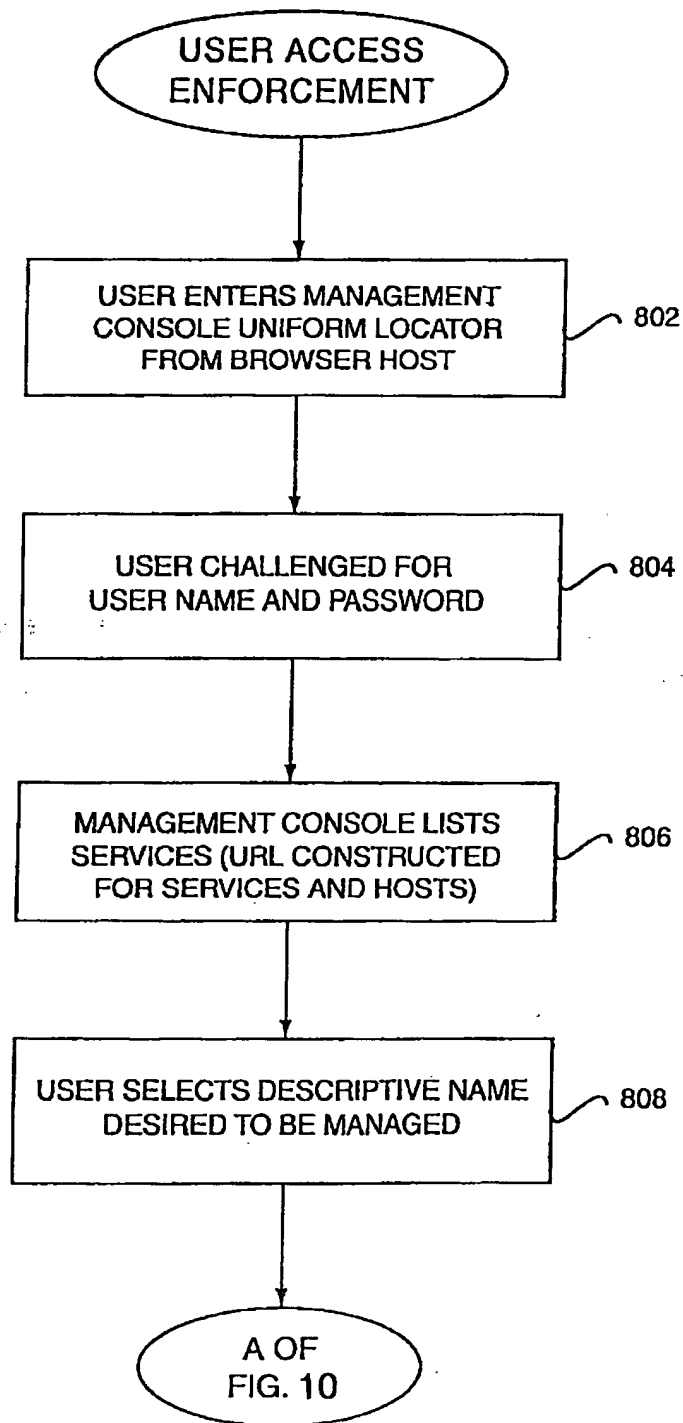 USER ACCESS
ENFORCEMENT
USER ENTERS MANAGEMENT
CONSOLE UNIFORM LOCATOR
FROM BROWSER HOST
802
USER CHALLENGED FOR
USER NAME AND PASSWORD
804
MANAGEMENT CONSOLE LISTS
SERVICES (URL CONSTRUCTED
FOR SERVICES AND HOSTS)
806
USER SELECTS DESCRIPTIVE NAME
DESIRED TO BE MANAGED
808
A OF
FIG. 10